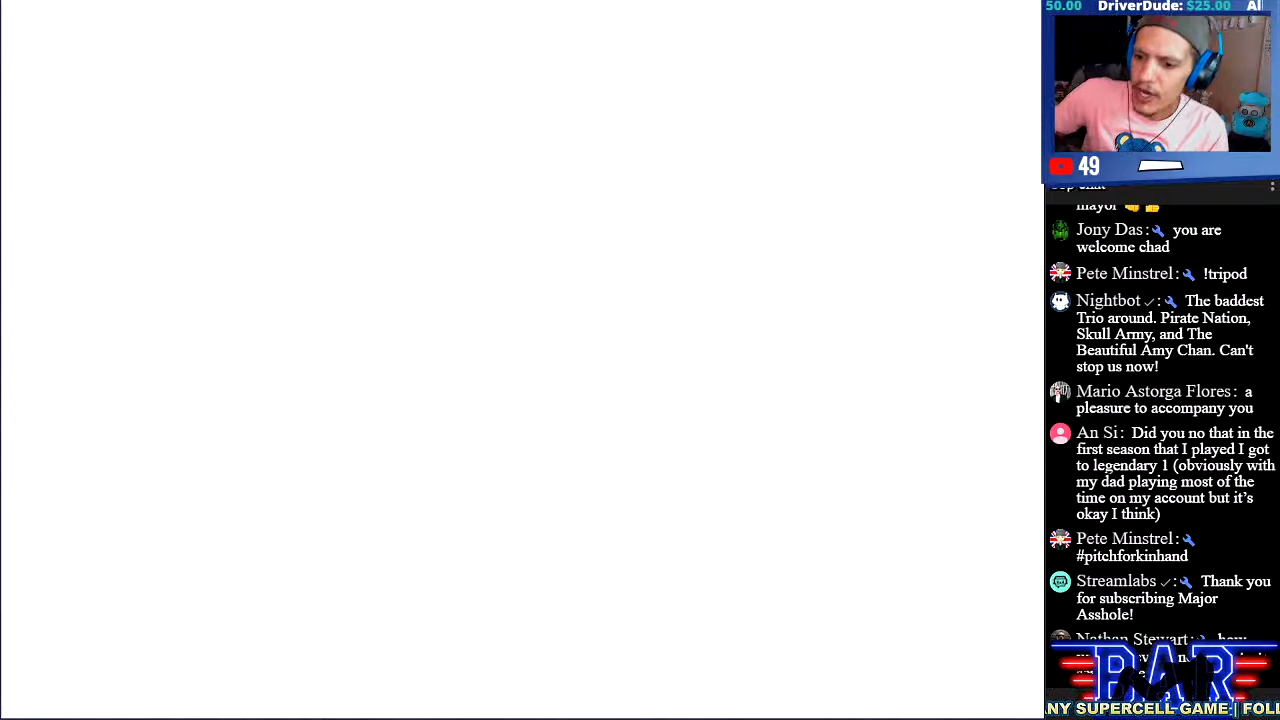 50.00 DriverDude: $25.00 Al
49
mayor
Jony Das: you are
welcome chad
Pete Minstrel: !tripod
Nightbot ✓: The baddest
Trio around. Pirate Nation,
Skull Army, and The
Beautiful Amy Chan. Can't
stop us now!
Mario Astorga Flores: a
pleasure to accompany you
An Si: Did you no that in the
first season that I played I got
to legendary 1 (obviously with
my dad playing most of the
time on my account but it’s
okay I think)
Pete Minstrel:
#pitchforkinhand
Streamlabs ✓: Thank you
for subscribing Major
Asshole!
Nathan Stewart: how
BAR
ANY SUPERCELL GAME | FOLL